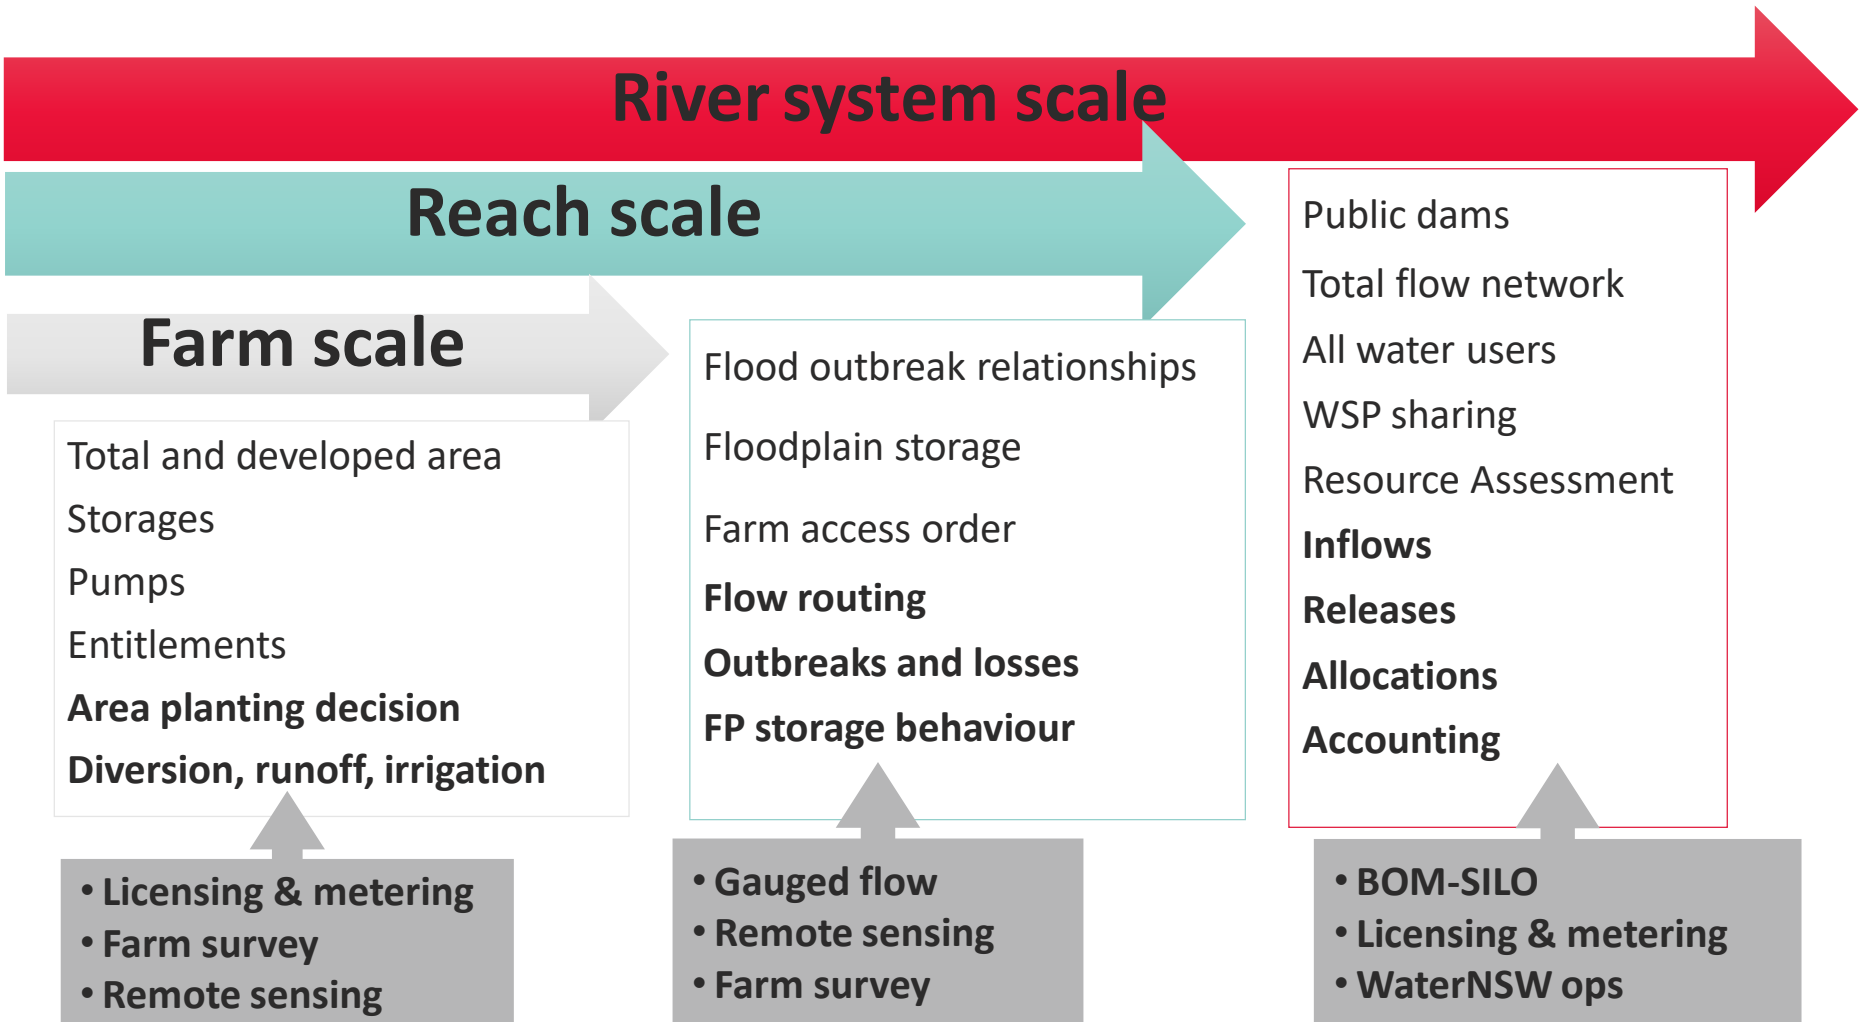 River system scale
Reach scale
Farm scale
Total and developed area
Storages
Pumps
Entitlements
Area planting decision
Diversion, runoff, irrigation
• Licensing & metering
• Farm survey
• Remote sensing
Flood outbreak relationships
Floodplain storage
Farm access order
Flow routing
Outbreaks and losses
FP storage behaviour
• Gauged flow
• Remote sensing
• Farm survey
Public dams
Total flow network
All water users
WSP sharing
Resource Assessment
Inflows
Releases
Allocations
Accounting
• BOM-SILO
• Licensing & metering
• WaterNSW ops